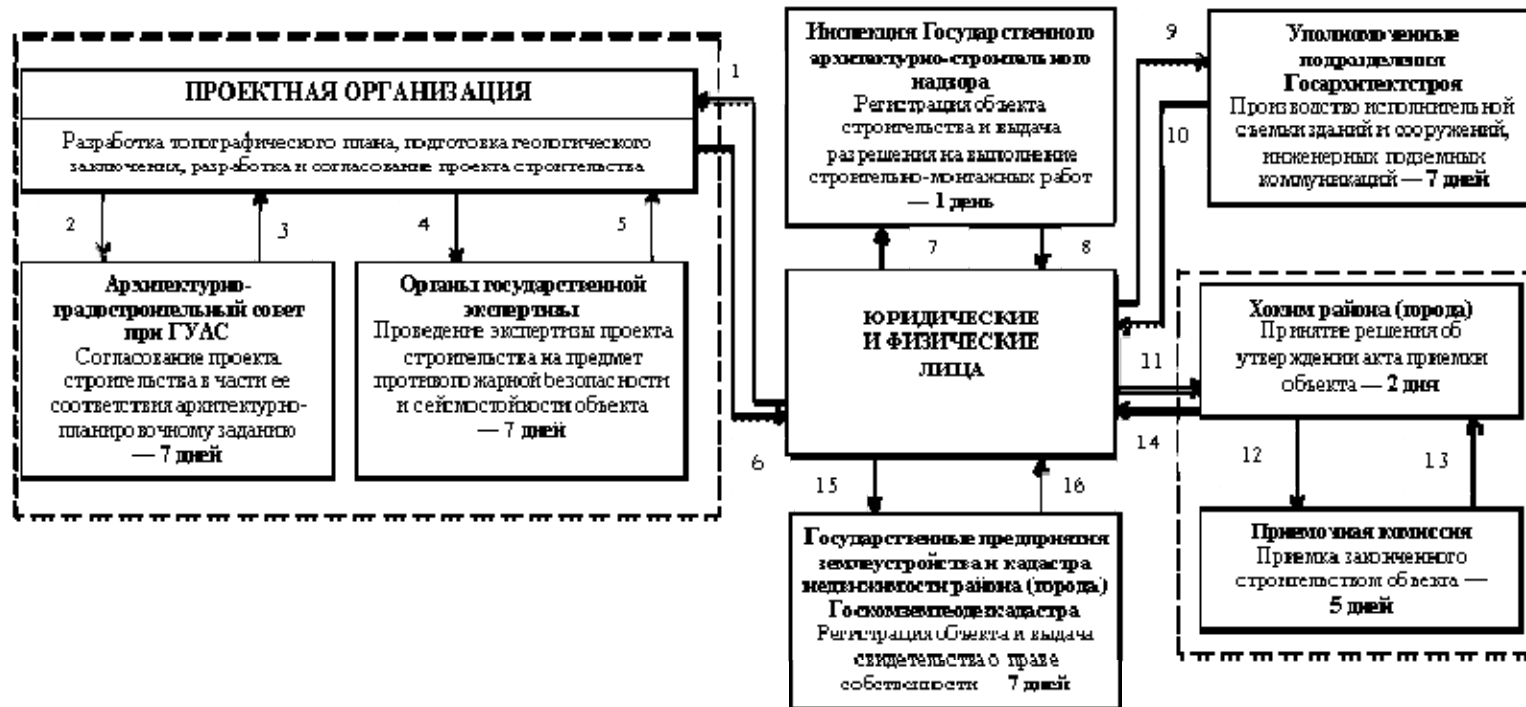 1
ПРОЕКТНАЯ ОРГАНИЗАЦИЯ
Разработка топографического плана, подготовка геологического
заключения, разработка и согласование проекта строительства
2
3
4
5
Архитектурно-
градостроительный совет
при ГУАС
Согласование проекта
строительства в части ее
соответствия архитектурно-
планировочному заданию
— 7 дней
Органы государственной
экспертизы
Проведение экспертизы проекта
строительства на предмет
противопожарной безопасности
и сейсмостойкости объекта
— 7 дней
6
Инспекция Государственного
архитектурно-строительного
надзора
Регистрация объекта
строительства и выдача
разрешения на выполнение
строительно-монтажных работ
— 1 день
7
8
ЮРИДИЧЕСКИЕ
И ФИЗИЧЕСКИЕ
ЛИЦА
9
10
Уполномоченные
подразделения
Госархитектстроя
Производство исполнительной
съемки зданий и сооружений,
инженерных подземных
коммуникаций — 7 дней
11
14
Хоким района (города)
Принятие решения об
утверждении акта приемки
объекта — 2 дня
12
13
Приемочная комиссия
Приемка законченного
строительством объекта —
5 дней
15
16
Государственные предприятия
землеустройства и кадастра
недвижимости района (города)
Госкомземгеодезкадастра
Регистрация объекта и выдача
свидетельства о праве
собственности — 7 дней